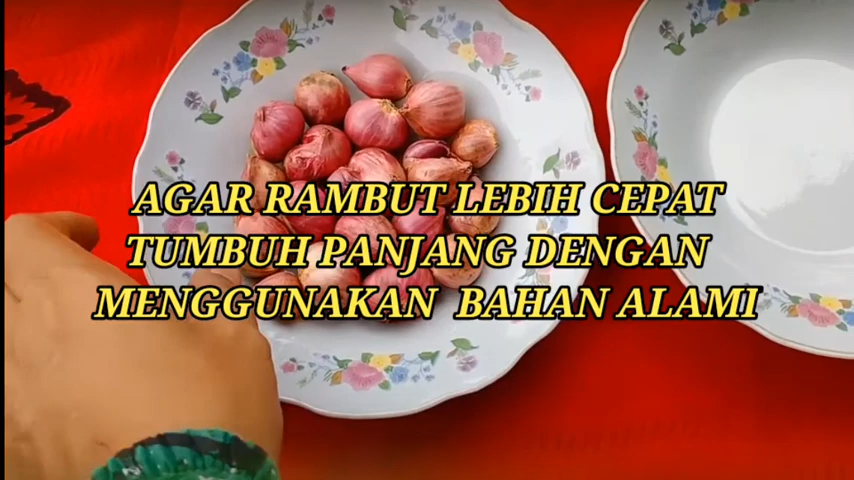 AGAR RAMBUT LEBIH CEPAT
TUMBUH PANJANG DENGAN
MENGGUNAKAN BAHAN ALAMI